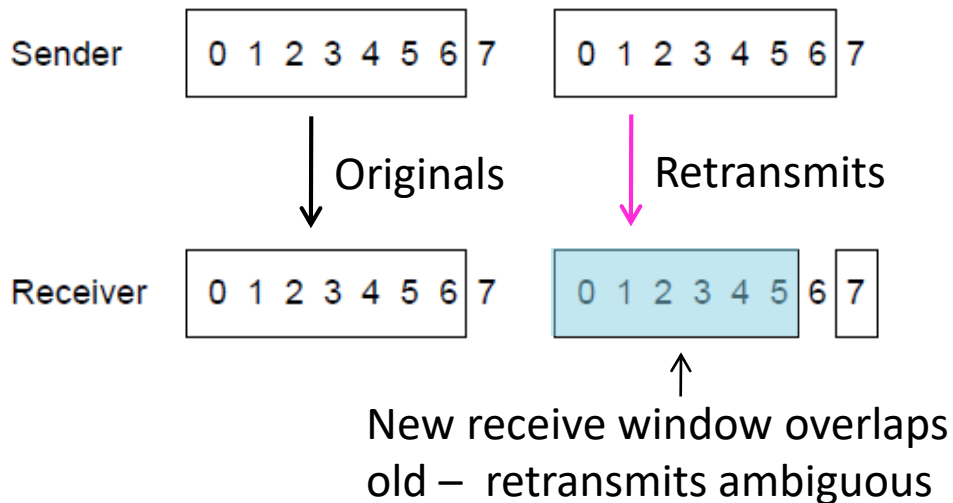 Sender 0 1 2 3 4 5 6 7 0 1 2 3 4 5 6 7
Originals Retransmits
Receiver 0 1 2 3 4 5 6 7 0 1 2 3 4 5 6 7
New receive window overlaps
old – retransmits ambiguous